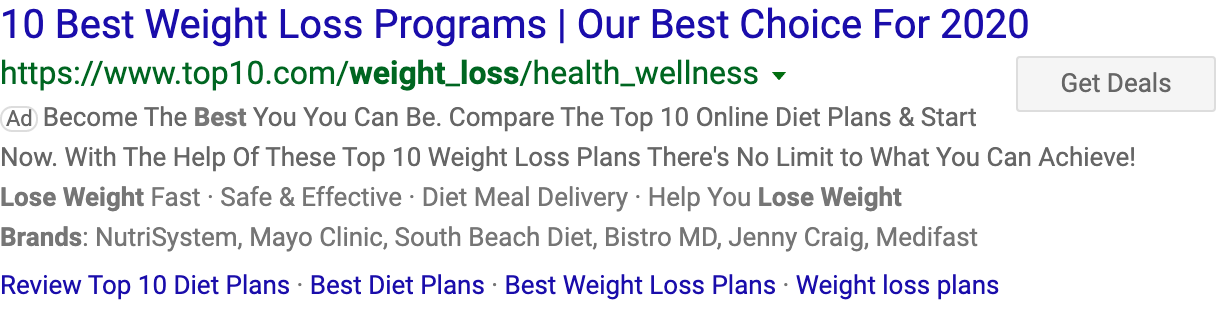 10 Best Weight Loss Programs | Our Best Choice For 2020
https://www.top10.com/weight_loss/health_wellness
Get Deals
Ad Become The Best You You Can Be. Compare The Top 10 Online Diet Plans & Start
Now. With The Help Of These Top 10 Weight Loss Plans There's No Limit to What You Can Achieve!
Lose Weight Fast · Safe & Effective · Diet Meal Delivery · Help You Lose Weight
Brands: NutriSystem, Mayo Clinic, South Beach Diet, Bistro MD, Jenny Craig, Medifast
Review Top 10 Diet Plans · Best Diet Plans · Best Weight Loss Plans · Weight loss plans